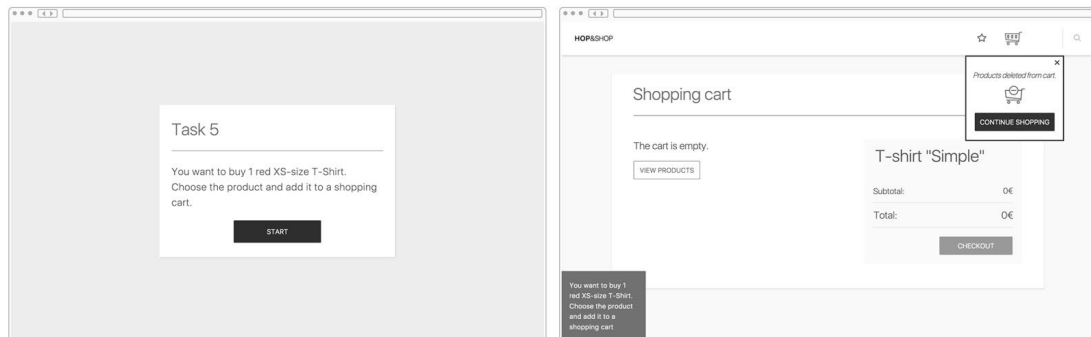 Task 5
You want to buy 1 red XS-size T-Shirt.
Choose the product and add it to a shopping
cart.
START
HOP&SHOP
Products deleted from cart.
CONTINUE SHOPPING
Shopping cart
The cart is empty.
VIEW PRODUCTS
T-shirt "Simple"
Subtotal: 0€
Total: 0€
CHECKOUT
You want to buy 1
red XS-size T-Shirt.
Choose the product
and add it to a
shopping cart